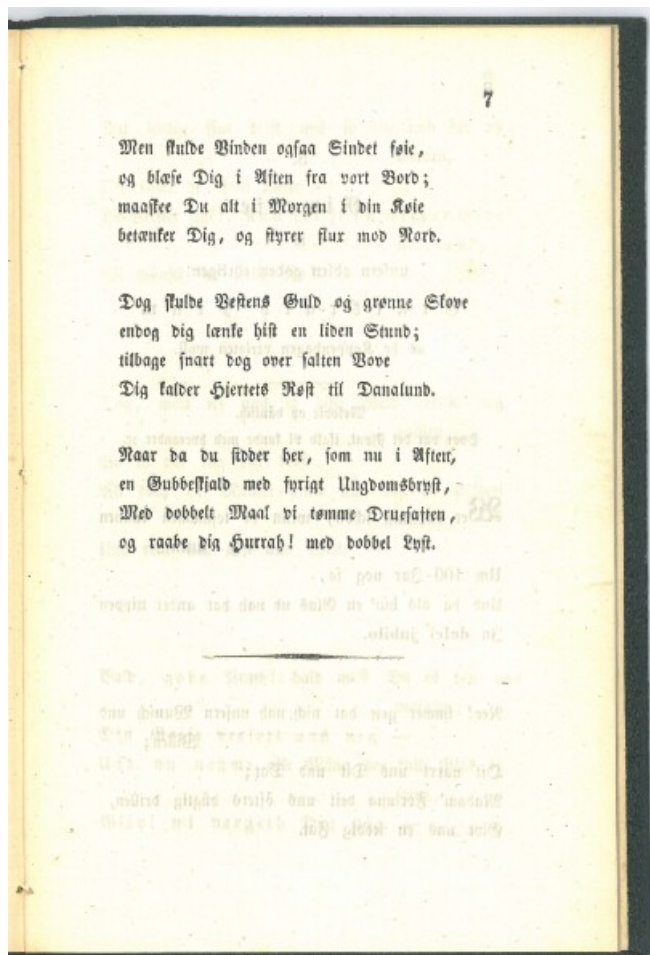 7
Men skulde Vinden ogsaa Sindet føie,
og blæse Dig i Aften fra vort Bord;
maaskee Du alt i Morgen i din Køie
betænker Dig, og styrer flux mod Nord.
Dog skulde Vestens Guld og grønne Skove
endog dig lænke hist en liden Stund;
tilbage snart dog over salten Vove
Dig kalder Hjertets Røst til Danalund.
Naar da du sidder her, som nu i Aften,
en Gubbeskjald med fyrigt Ungdomsbryst,
Med dobbelt Maal vi tømme Druesaften,
og raabe dig Hurrah! med dobbel Lyst.